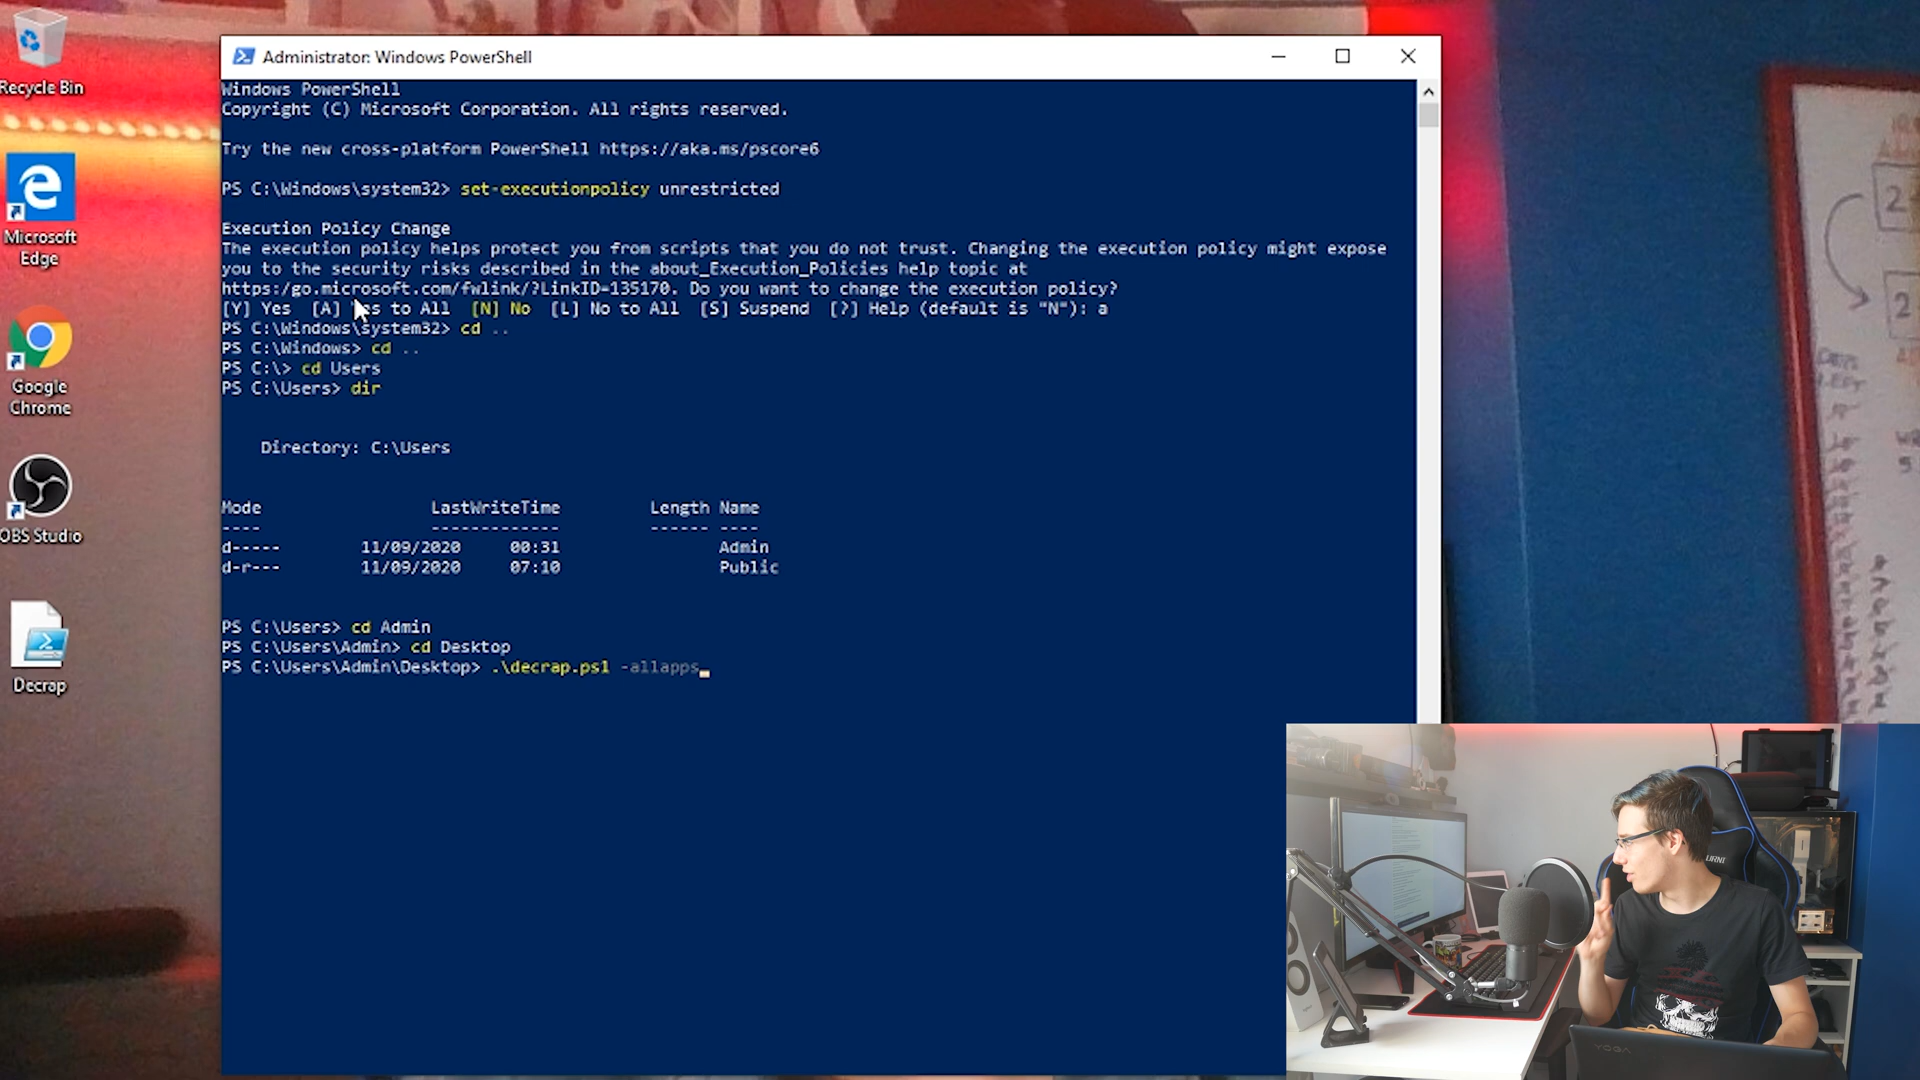 Recycle Bin
Microsoft
Edge
Google
Chrome
OBS Studio
Decrap
Administrator: Windows PowerShell
Windows PowerShell
Copyright (C) Microsoft Corporation. All rights reserved.
Try the new cross-platform PowerShell https://aka.ms/pscore6
PS C:\Windows\system32> set-executionpolicy unrestricted
Execution Policy Change
The execution policy helps protect you from scripts that you do not trust. Changing the execution policy might expose
you to the security risks described in the about_Execution_Policies help topic at
https:/go.microsoft.com/fwlink/?LinkID=135170. Do you want to change the execution policy?
[Y] Yes [A] Yes to All [N] No [L] No to All [S] Suspend [?] Help (default is "N"): a
PS C:\Windows\system32> cd ..
PS C:\Windows> cd ..
PS C:\> cd Users
PS C:\Users> dir
Directory: C:\Users
Mode LastWriteTime Length Name
---- ------------- ------ ----
d----- 11/09/2020 00:31 Admin
d-r--- 11/09/2020 07:10 Public
PS C:\Users> cd Admin
PS C:\Users\Admin> cd Desktop
PS C:\Users\Admin\Desktop> .\decrap.ps1 -allapps
2
2
5
YOGA